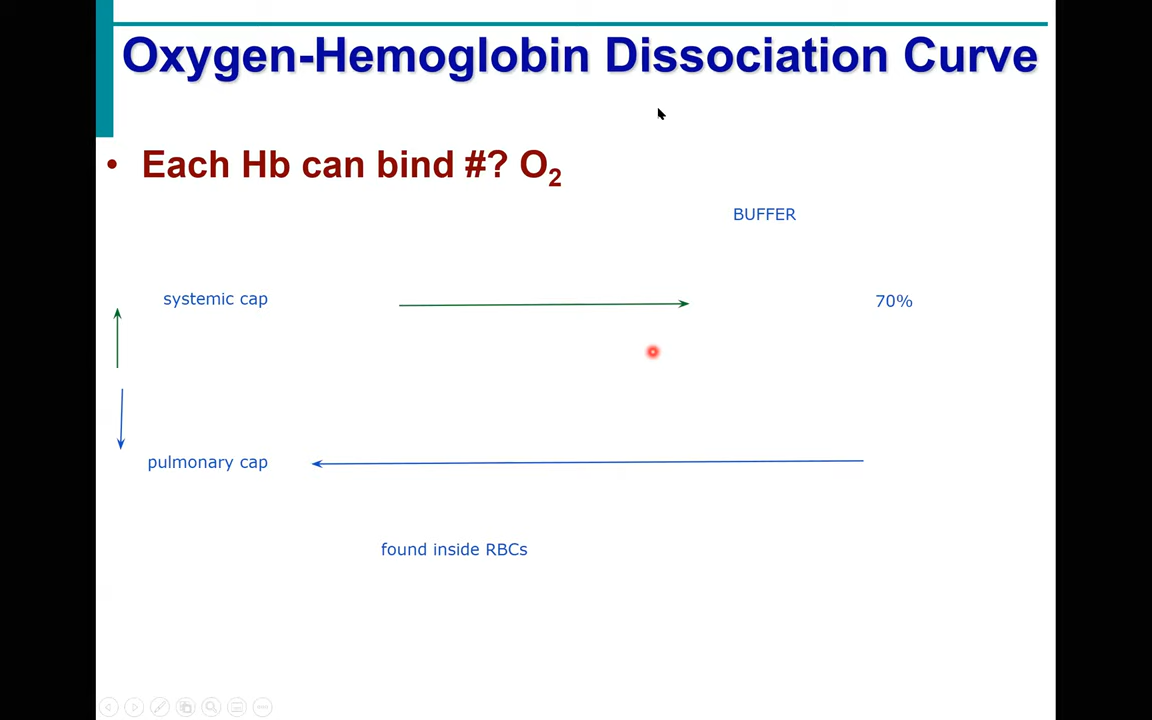 Oxygen-Hemoglobin Dissociation Curve
• Each Hb can bind #? O₂
BUFFER
systemic cap
70%
pulmonary cap
found inside RBCs